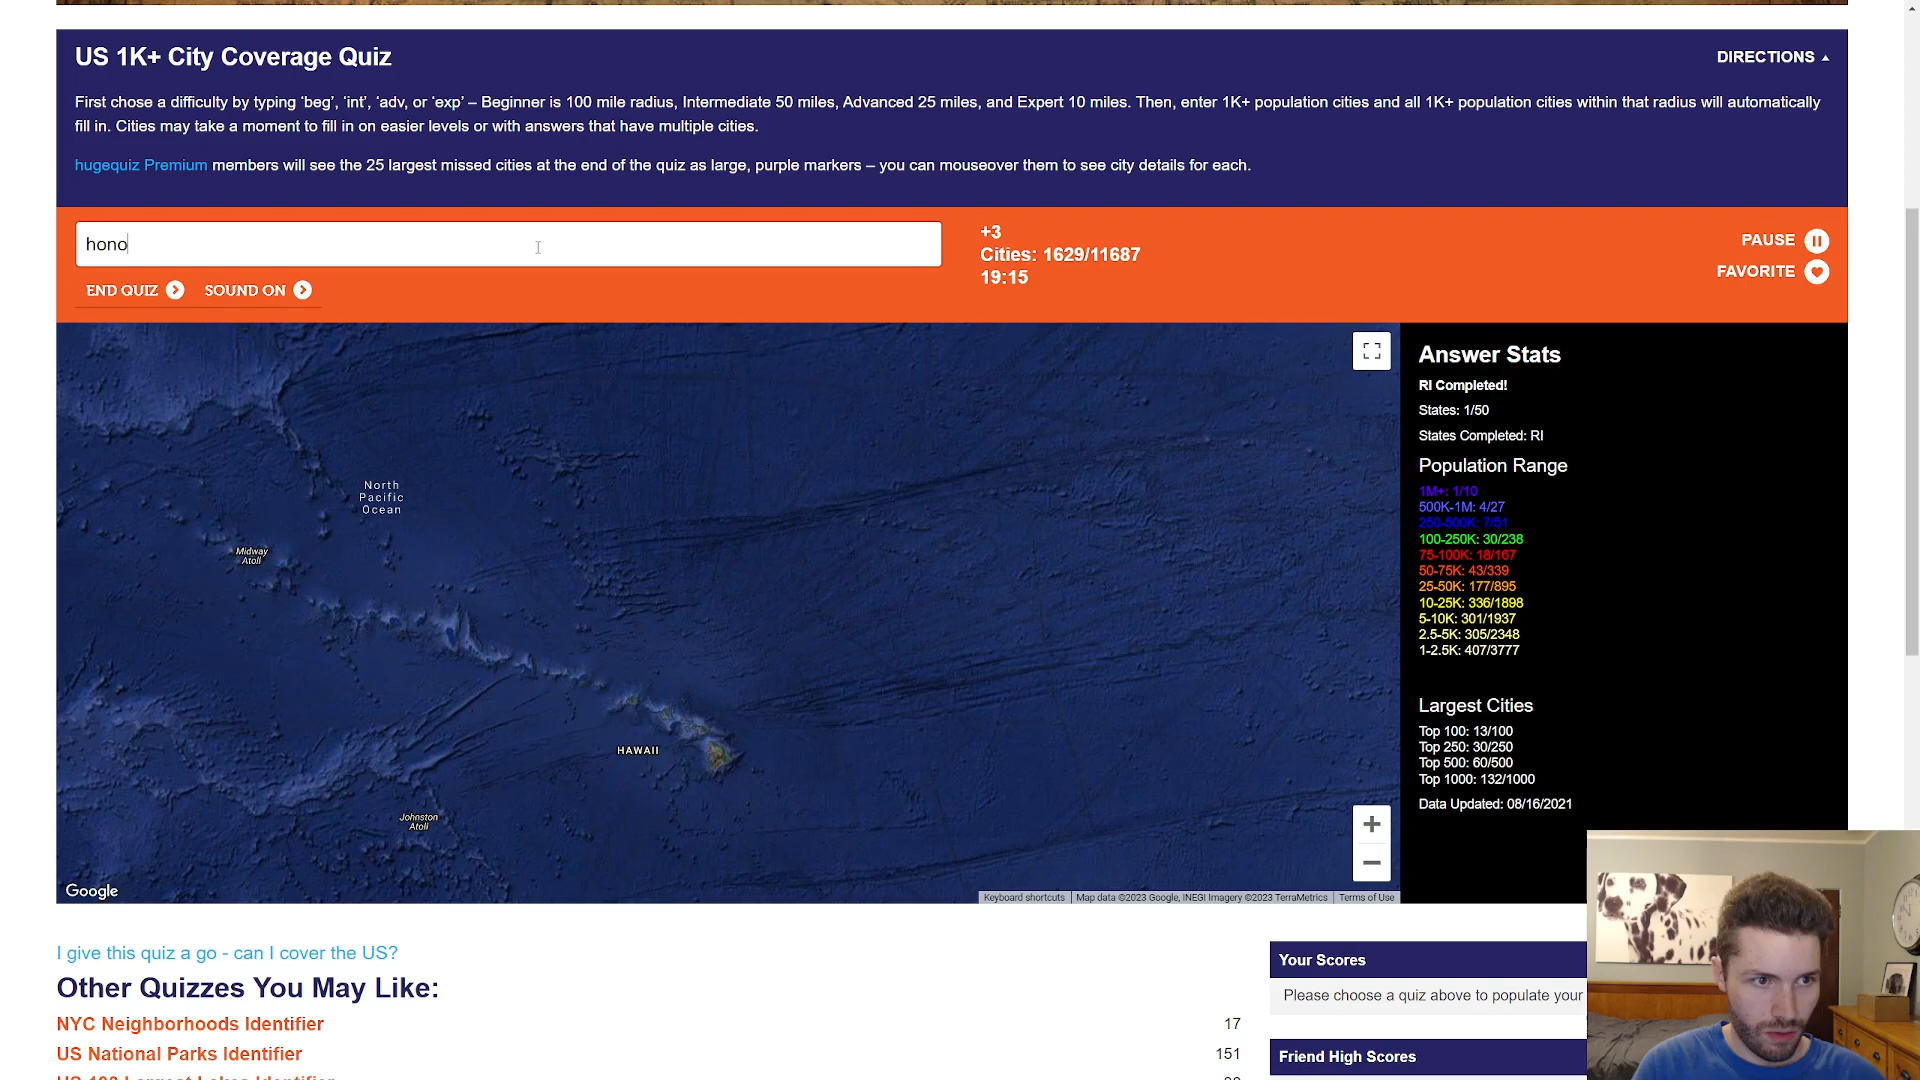 US 1K+ City Coverage Quiz
DIRECTIONS ▲
First chose a difficulty by typing ‘beg’, ‘int’, ‘adv, or ‘exp’ – Beginner is 100 mile radius, Intermediate 50 miles, Advanced 25 miles, and Expert 10 miles. Then, enter 1K+ population cities and all 1K+ population cities within that radius will automatically
fill in. Cities may take a moment to fill in on easier levels or with answers that have multiple cities.
hugequiz Premium members will see the 25 largest missed cities at the end of the quiz as large, purple markers – you can mouseover them to see city details for each.
hono
+3
Cities: 1629/11687
19:15
PAUSE
FAVORITE
END QUIZ
SOUND ON
North
Pacific
Ocean
Midway
Atoll
HAWAII
Johnston
Atoll
Google
Keyboard shortcuts
Map data ©2023 Google, INEGI Imagery ©2023 TerraMetrics
Terms of Use
Answer Stats
RI Completed!
States: 1/50
States Completed: RI
Population Range
1M+: 1/10
500K-1M: 4/27
250-500K: 7/51
100-250K: 30/238
75-100K: 18/167
50-75K: 43/339
25-50K: 177/895
10-25K: 336/1898
5-10K: 301/1937
2.5-5K: 305/2348
1-2.5K: 407/3777
Largest Cities
Top 100: 13/100
Top 250: 30/250
Top 500: 60/500
Top 1000: 132/1000
Data Updated: 08/16/2021
I give this quiz a go - can I cover the US?
Other Quizzes You May Like:
NYC Neighborhoods Identifier
17
US National Parks Identifier
151
US 100 Largest Lakes Identifier
Your Scores
Please choose a quiz above to populate your
Friend High Scores